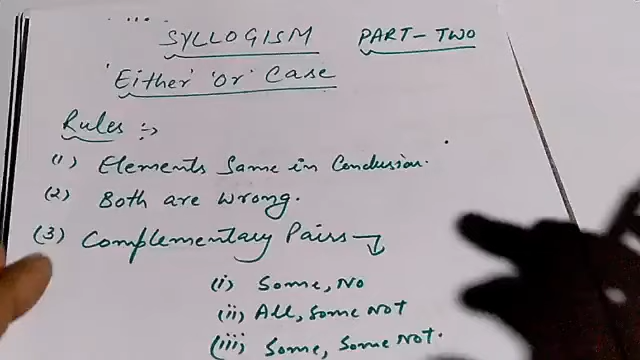 SYLLOGISM PART-TWO
'Either' 'or' Case
Rules :->
(1) Elements Same in Conclusion.
(2) Both are wrong.
(3) Complementary Pairs
(i) Some, No
(ii) All, Some Not
(iii) Some, Some Not.